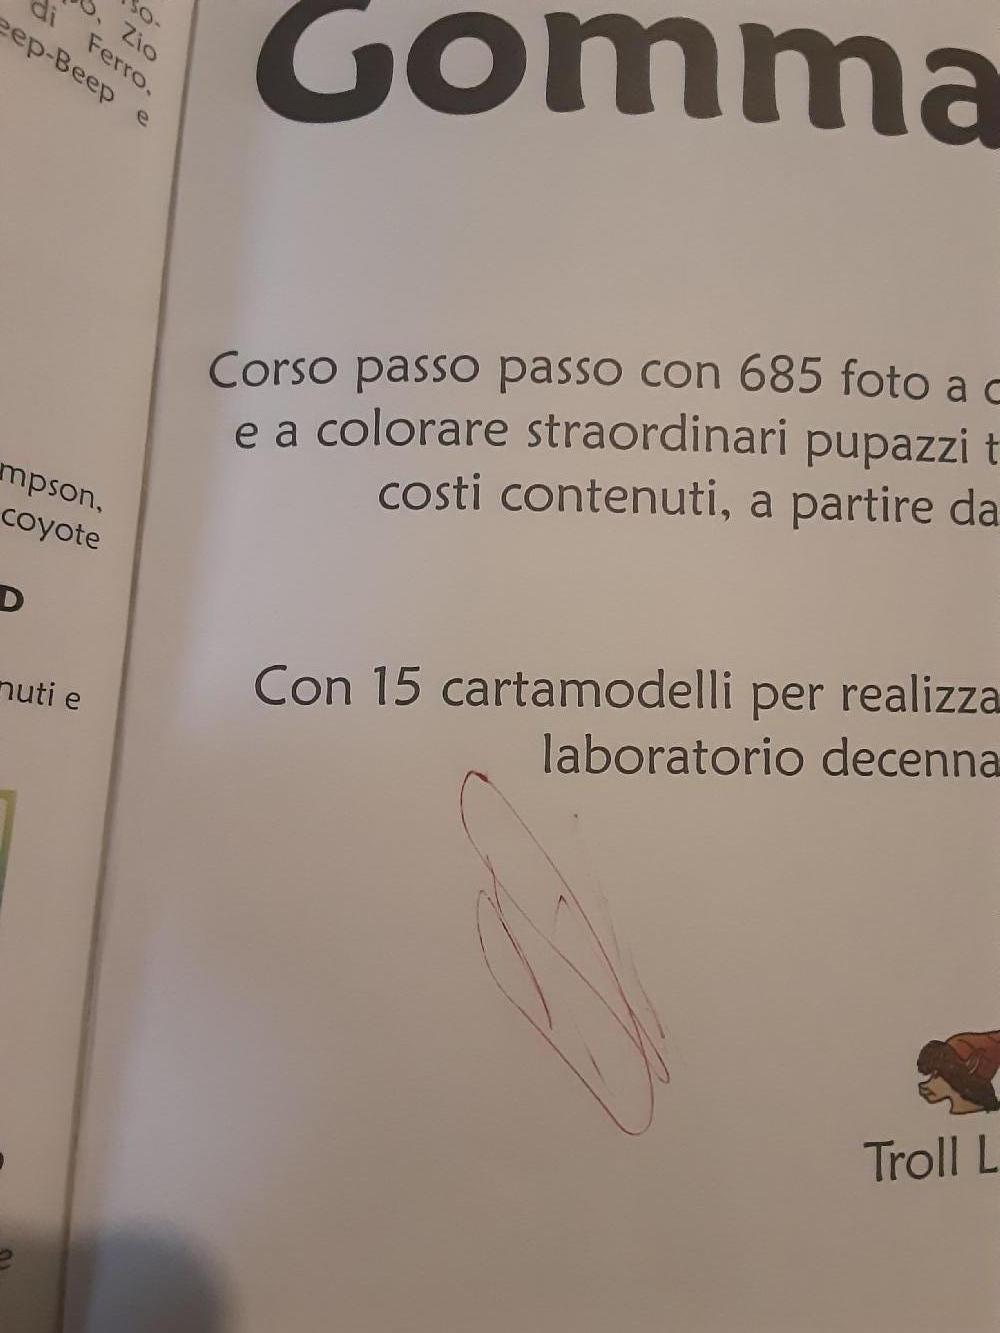 di
Zio
Ferro,
eep-Beep e
mpson,
coyote
D
nuti e
Gomma
Corso passo passo con 685 foto a c
e a colorare straordinari pupazzi t
costi contenuti, a partire da
Con 15 cartamodelli per realizza
laboratorio decenna
Troll L